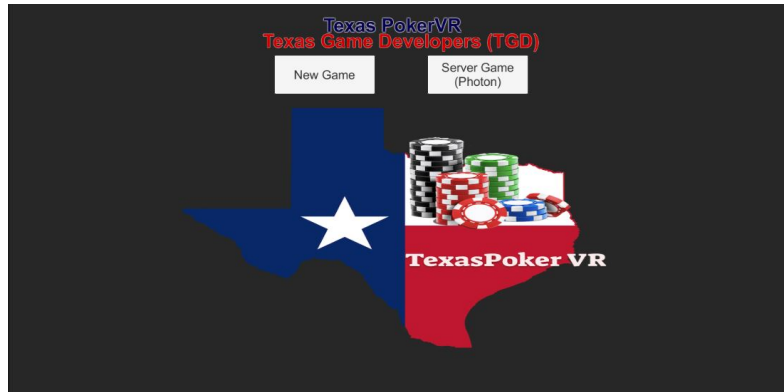 Texas PokerVR
Texas Game Developers (TGD)
New Game
Server Game
(Photon)
TexasPoker VR